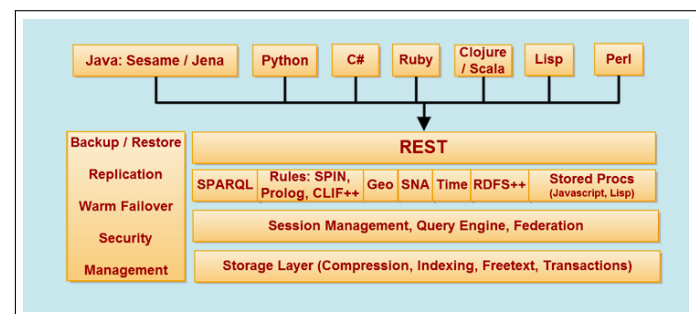 Java: Sesame / Jena
Python
C#
Ruby
Clojure
/ Scala
Lisp
Perl
Backup / Restore
Replication
Warm Failover
Security
Management
REST
SPARQL
Rules: SPIN,
Prolog, CLIF++
Geo
SNA
Time
RDFS++
Stored Procs
(Javascript, Lisp)
Session Management, Query Engine, Federation
Storage Layer (Compression, Indexing, Freetext, Transactions)